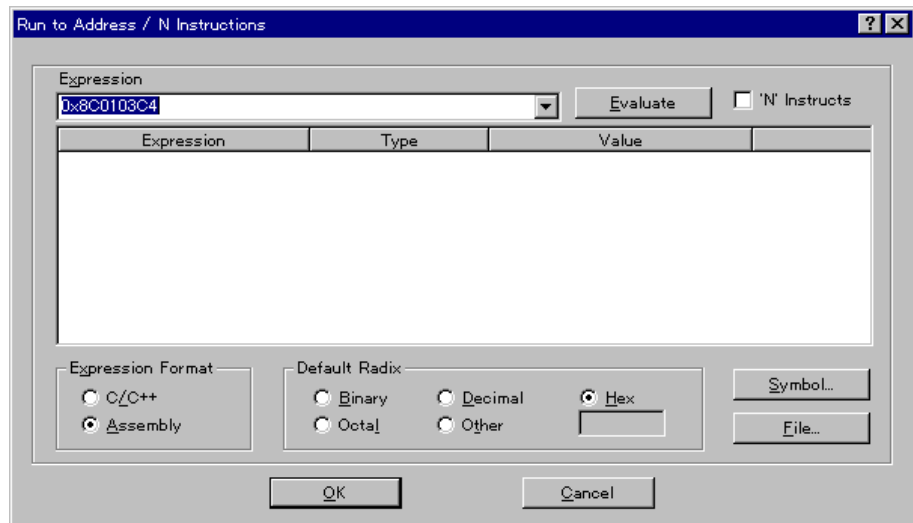 Run to Address / N Instructions
Expression
0x8C0103C4
Evaluate
'N' Instructs
Expression Type Value
Expression Format
C/C++
Assembly
Default Radix
Binary Decimal Hex
Octal Other
Symbol...
File...
OK Cancel